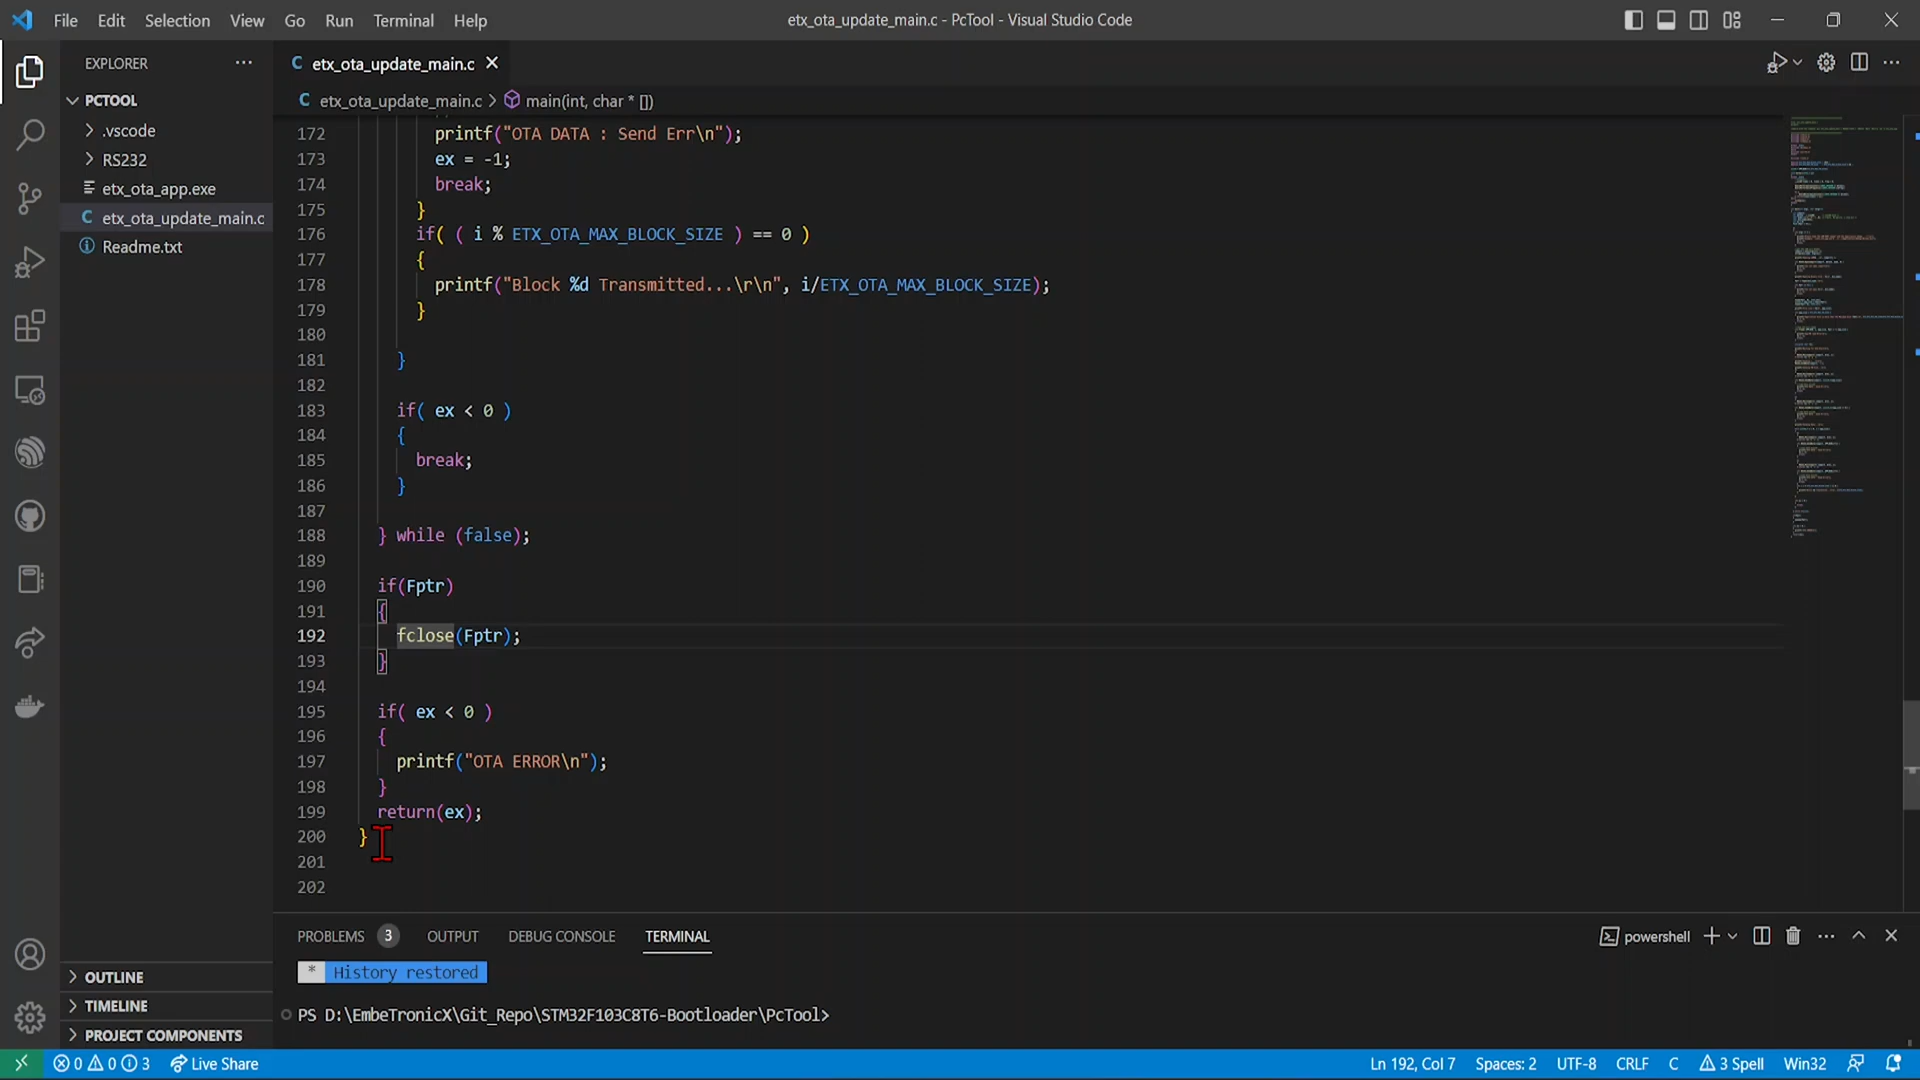 File Edit Selection View Go Run Terminal Help
etx_ota_update_main.c - PcTool - Visual Studio Code
EXPLORER
PCTOOL
.vscode
RS232
etx_ota_app.exe
C etx_ota_update_main.c
Readme.txt
OUTLINE
TIMELINE
PROJECT COMPONENTS
C etx_ota_update_main.c
C etx_ota_update_main.c > main(int, char * [])
172 printf("OTA DATA : Send Err\n");
173 ex = -1;
174 break;
175 }
176 if( ( i % ETX_OTA_MAX_BLOCK_SIZE ) == 0 )
177 {
178 printf("Block %d Transmitted...\r\n", i/ETX_OTA_MAX_BLOCK_SIZE);
179 }
180
181 }
182
183 if( ex < 0 )
184 {
185 break;
186 }
187
188 } while (false);
189
190 if(Fptr)
191 {
192 fclose(Fptr);
193 }
194
195 if( ex < 0 )
196 {
197 printf("OTA ERROR\n");
198 }
199 return(ex);
200 }
201
202
PROBLEMS 3 OUTPUT DEBUG CONSOLE TERMINAL
powershell
* History restored
PS D:\EmbeTronicX\Git_Repo\STM32F103C8T6-Bootloader\PcTool>
0 0 3 Live Share
Ln 192, Col 7 Spaces: 2 UTF-8 CRLF C 3 Spell Win32